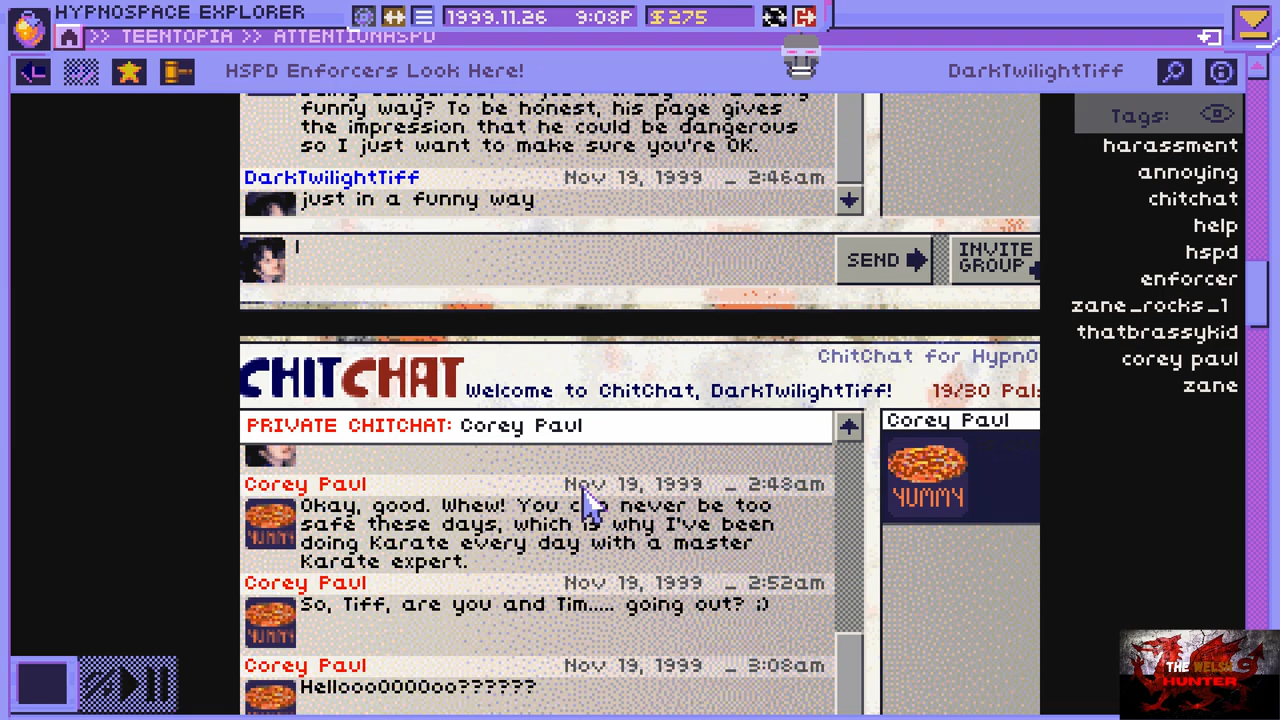 HYPNOSPACE EXPLORER
1999.11.26 9:08P 275
>> TEENTOPIA >> ATTENTIONHSPD
HSPD Enforcers Look Here! DarkTwilightTiff
funny way? To be honest, his page gives
the impression that he could be dangerous
so I just want to make sure you're OK.
DarkTwilightTiff Nov 19, 1999 _ 2:46am
just in a funny way
SEND
INVITE
GROUP
CHITCHAT
ChitChat for Hypn0
Welcome to ChitChat, DarkTwilightTiff! 19/30 Pals
PRIVATE CHITCHAT: Corey Paul
Corey Paul
YUMMY
Corey Paul Nov 19, 1999 _ 2:48am
Okay, good. Whew! You can never be too
safe these days, which is why I've been
doing Karate every day with a master
Karate expert.
YUMMY
Corey Paul Nov 19, 1999 _ 2:52am
So, Tiff, are you and Tim..... going out? ;)
YUMMY
Corey Paul Nov 19, 1999 _ 3:08am
Hellooo0000oo??????
Tags:
harassment
annoying
chitchat
help
hspd
enforcer
zane_rocks_1
thatbrassykid
corey paul
zane
THE WELSH
HUNTER